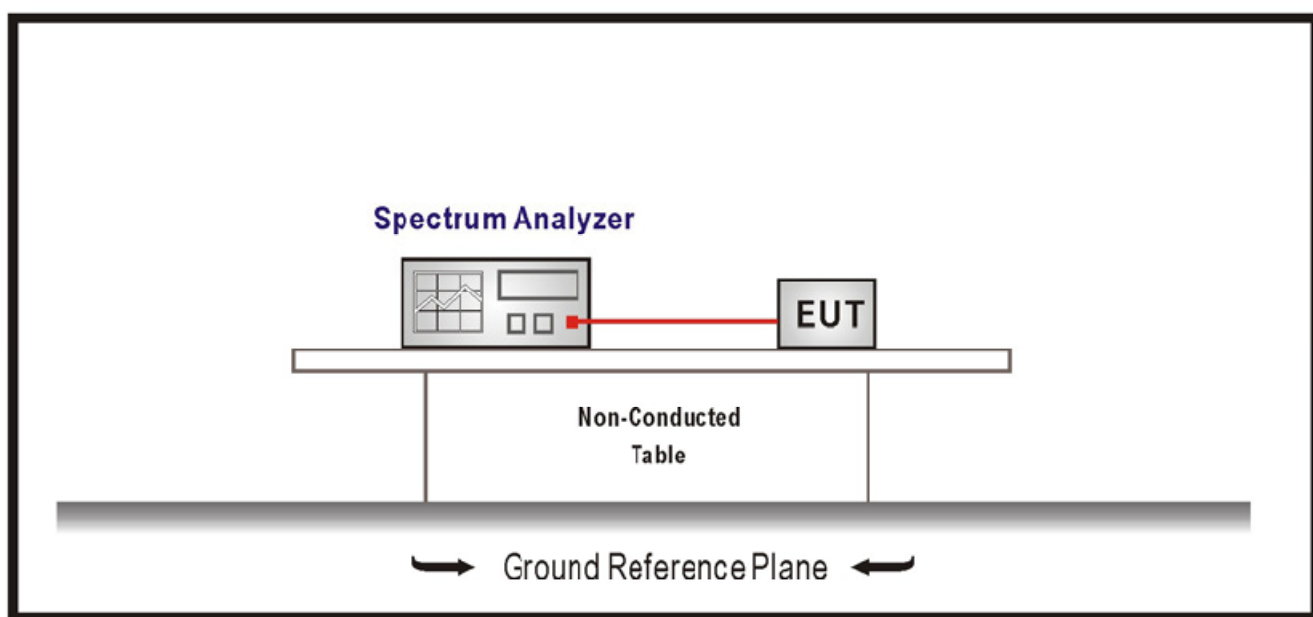 Spectrum Analyzer
EUT
Non-Conducted
Table
Ground Reference Plane